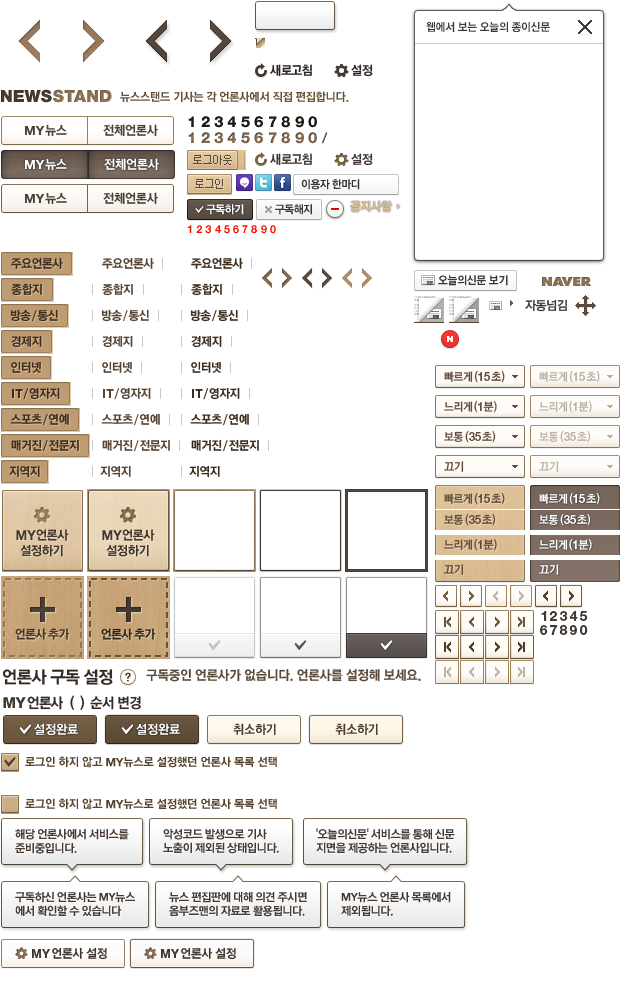 웹에서 보는 오늘의 종이신문
새로고침 설정
NEWSSTAND 뉴스스탠드 기사는 각 언론사에서 직접 편집합니다.
MY뉴스 전체언론사
1 2 3 4 5 6 7 8 9 0
1 2 3 4 5 6 7 8 9 0 /
MY뉴스 전체언론사
로그아웃 새로고침 설정
로그인 t f 이용자 한마디
MY뉴스 전체언론사
구독하기 구독해지 공지사항
1 2 3 4 5 6 7 8 9 0
주요언론사 주요언론사 주요언론사
종합지 종합지 종합지
방송/통신 방송/통신 방송/통신
경제지 경제지 경제지
인터넷 인터넷 인터넷
IT/영자지 IT/영자지 IT/영자지
스포츠/연예 스포츠/연예 스포츠/연예
매거진/전문지 매거진/전문지 매거진/전문지
지역지 지역지 지역지
오늘의신문 보기 NAVER
자동넘김
N
빠르게(15초) 빠르게(15초)
느리게(1분) 느리게(1분)
보통(35초) 보통(35초)
끄기 끄기
빠르게(15초) 빠르게(15초)
보통(35초) 보통(35초)
느리게(1분) 느리게(1분)
끄기 끄기
MY언론사 MY언론사
설정하기 설정하기
언론사 추가 언론사 추가
1 2 3 4 5
6 7 8 9 0
언론사 구독 설정 ? 구독중인 언론사가 없습니다. 언론사를 설정해 보세요.
MY언론사 ( ) 순서 변경
설정완료 설정완료 취소하기 취소하기
로그인 하지 않고 MY뉴스로 설정했던 언론사 목록 선택
로그인 하지 않고 MY뉴스로 설정했던 언론사 목록 선택
해당 언론사에서 서비스를
준비중입니다.
악성코드 발생으로 기사
노출이 제외된 상태입니다.
'오늘의신문' 서비스를 통해 신문
지면을 제공하는 언론사입니다.
구독하신 언론사는 MY뉴스
에서 확인할 수 있습니다
뉴스 편집판에 대해 의견 주시면
옴부즈맨의 자료로 활용됩니다.
MY뉴스 언론사 목록에서
제외됩니다.
MY언론사 설정 MY언론사 설정